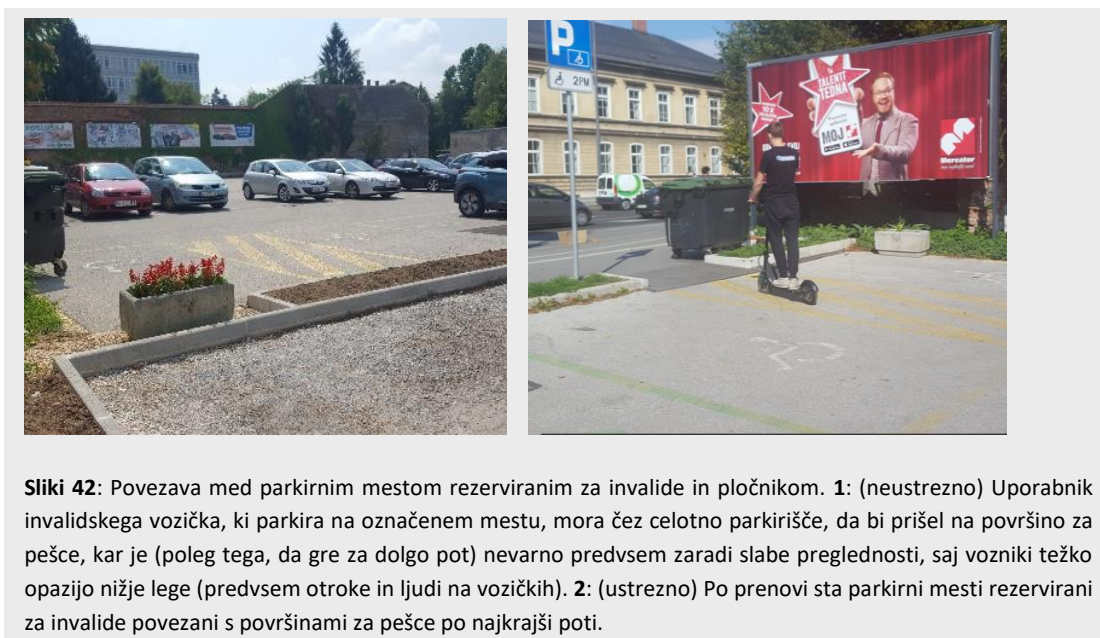 P
2PM
TALENTI
TEDNA
MOJ
Mercator
Sliki 42: Povezava med parkirnim mestom rezerviranim za invalide in pločnikom. 1: (neustrezno) Uporabnik
invalidskega vozička, ki parkira na označenem mestu, mora čez celotno parkirišče, da bi prišel na površino za
pešce, kar je (poleg tega, da gre za dolgo pot) nevarno predvsem zaradi slabe preglednosti, saj vozniki težko
opazijo nižje lege (predvsem otroke in ljudi na vozičkih). 2: (ustrezno) Po prenovi sta parkirni mesti rezervirani
za invalide povezani s površinami za pešce po najkrajši poti.